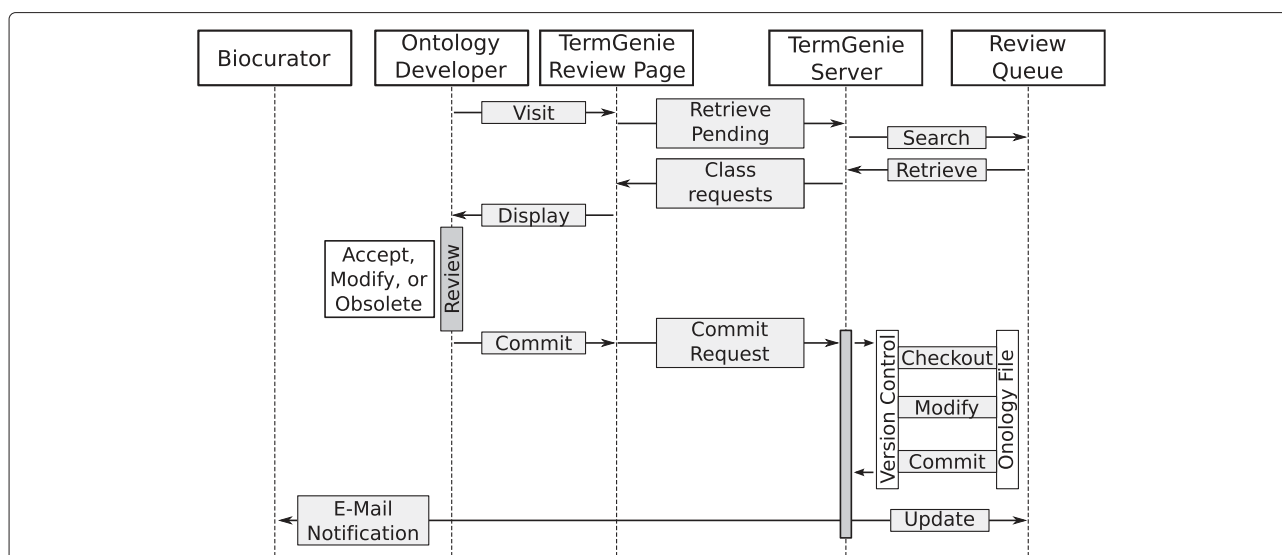 Biocurator
Ontology
Developer
TermGenie
Review Page
TermGenie
Server
Review
Queue
Visit
Retrieve
Pending
Search
Retrieve
Class
requests
Display
Accept,
Modify, or
Obsolete
Review
Commit
Commit
Request
Version Control
Checkout
Modify
Commit
Onology File
E-Mail
Notification
Update